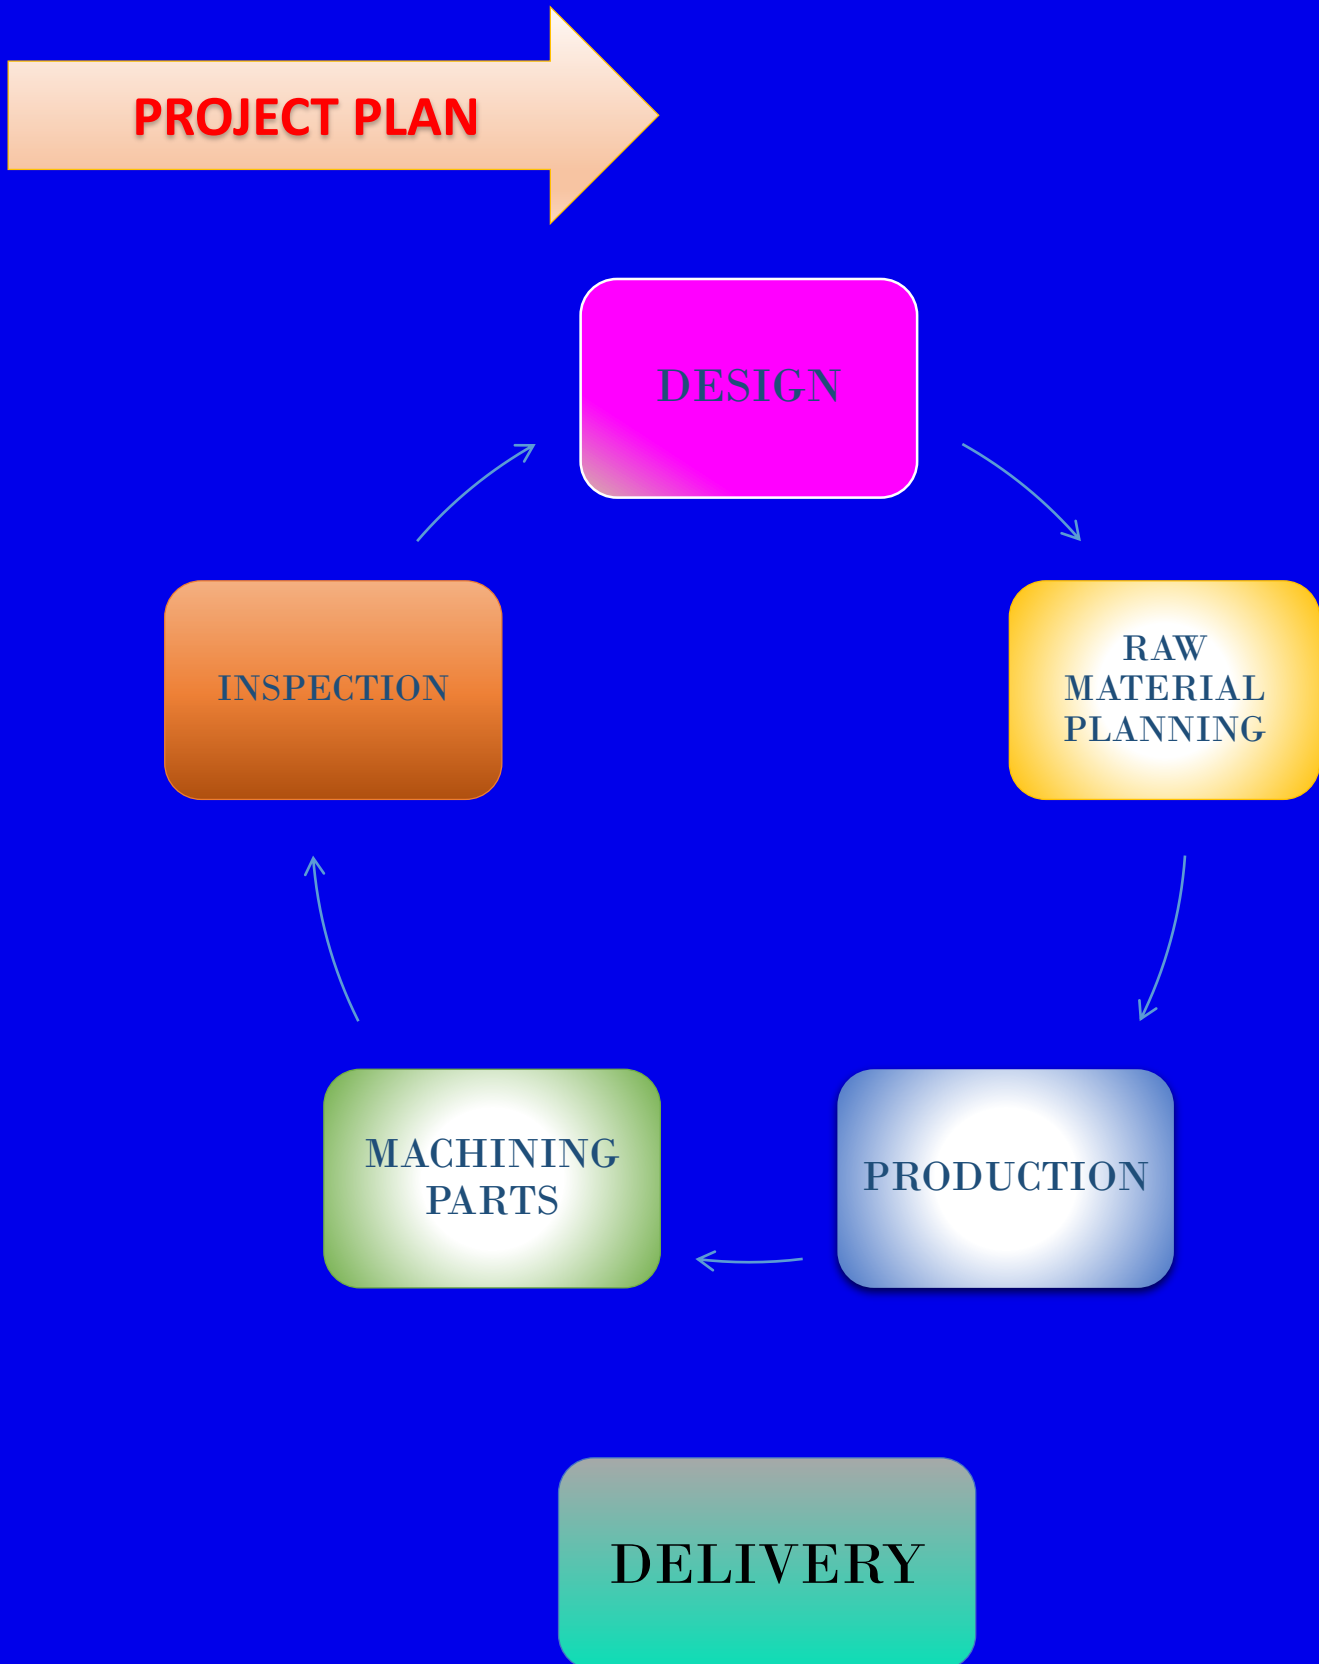 PROJECT PLAN
DESIGN
RAW
MATERIAL
PLANNING
PRODUCTION
MACHINING
PARTS
INSPECTION
DELIVERY